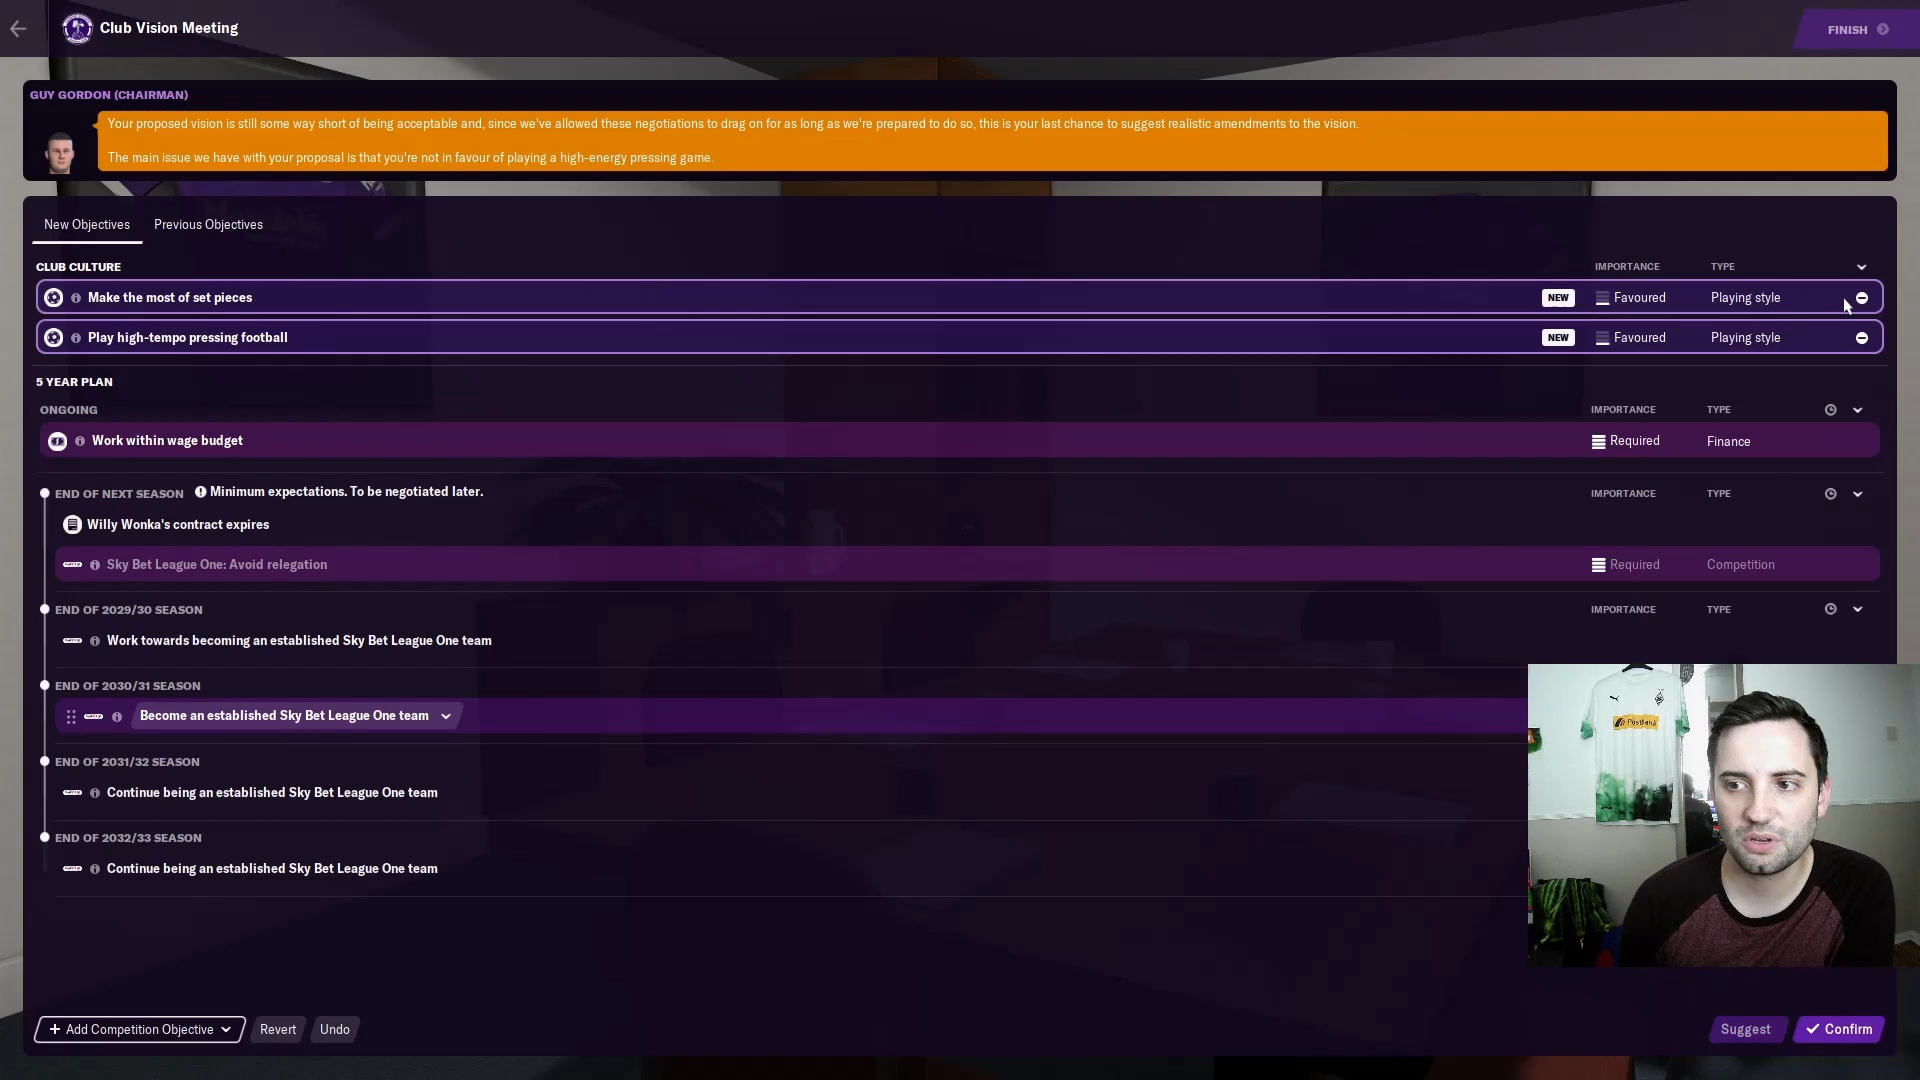 Club Vision Meeting
FINISH
GUY GORDON (CHAIRMAN)
Your proposed vision is still some way short of being acceptable and, since we've allowed these negotiations to drag on for as long as we're prepared to do so, this is your last chance to suggest realistic amendments to the vision.
The main issue we have with your proposal is that you're not in favour of playing a high-energy pressing game.
New Objectives Previous Objectives
CLUB CULTURE IMPORTANCE TYPE
Make the most of set pieces NEW Favoured Playing style
Play high-tempo pressing football NEW Favoured Playing style
5 YEAR PLAN
ONGOING IMPORTANCE TYPE
Work within wage budget Required Finance
END OF NEXT SEASON Minimum expectations. To be negotiated later. IMPORTANCE TYPE
Willy Wonka's contract expires
Sky Bet League One: Avoid relegation Required Competition
END OF 2029/30 SEASON IMPORTANCE TYPE
Work towards becoming an established Sky Bet League One team
END OF 2030/31 SEASON
Become an established Sky Bet League One team
END OF 2031/32 SEASON
Continue being an established Sky Bet League One team
END OF 2032/33 SEASON
Continue being an established Sky Bet League One team
Postbank
+ Add Competition Objective Revert Undo Suggest Confirm